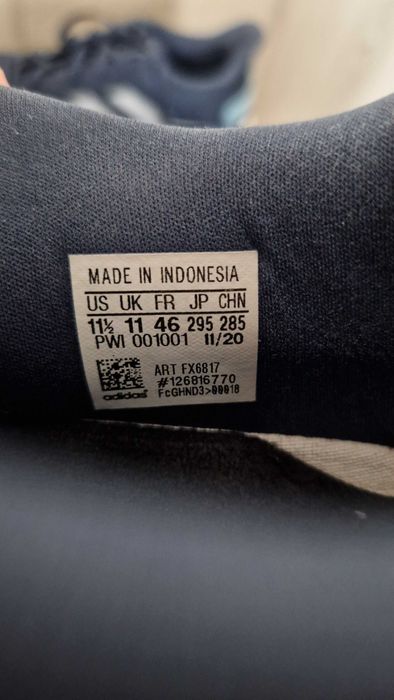 MADE IN INDONESIA
US UK FR JP CHN
11½ 11 46 295 285
PWI 001001 11/20
ART FX6817
#126816770
adidas FcGHND3>00018